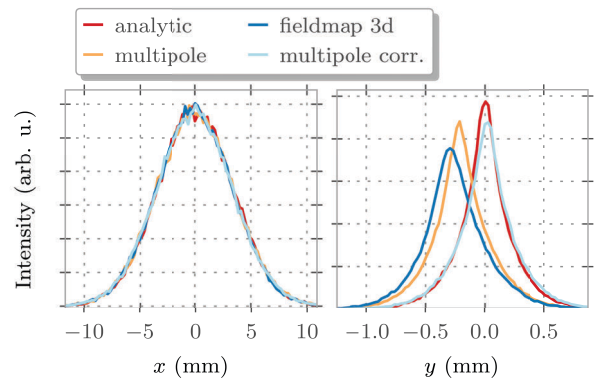 analytic fieldmap 3d
multipole multipole corr.
Intensity (arb. u.)
−10 −5 0 5 10 −1.0 −0.5 0.0 0.5
x (mm) y (mm)